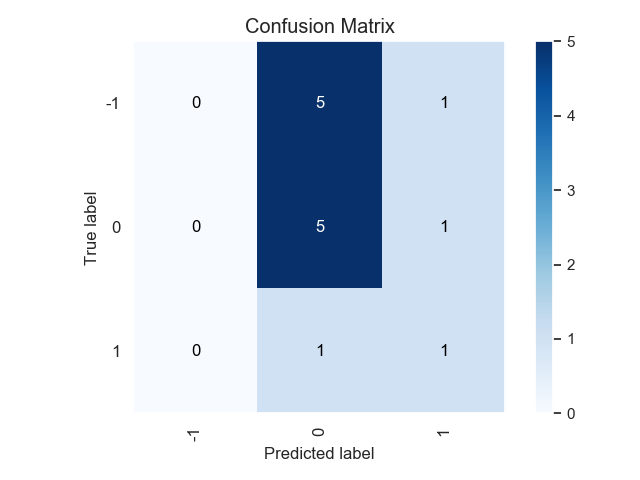 Confusion Matrix
-1 0 5 1
0 0 5 1
1 0 1 1
-1 0 1
True label
Predicted label
5
4
3
2
1
0